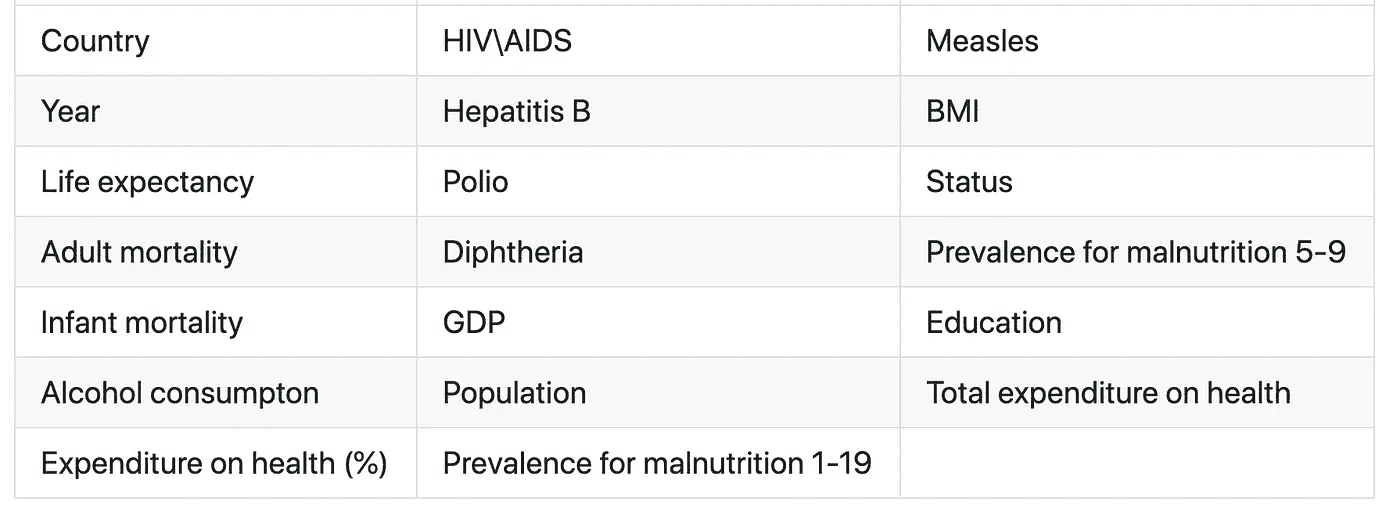 Country HIV\AIDS Measles
Year Hepatitis B BMI
Life expectancy Polio Status
Adult mortality Diphtheria Prevalence for malnutrition 5-9
Infant mortality GDP Education
Alcohol consumpton Population Total expenditure on health
Expenditure on health (%) Prevalence for malnutrition 1-19